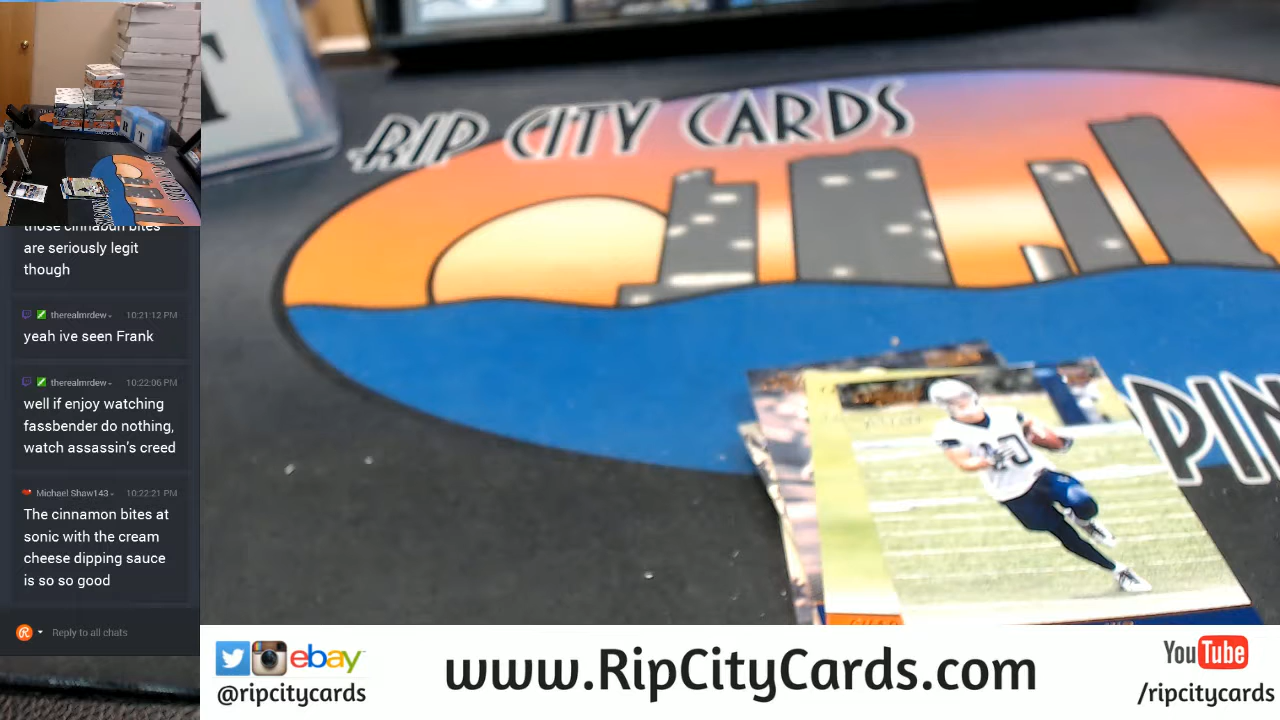 RIP CITY CARDS
those cinnabun bites
are seriously legit
though
therealmrdew 10:21:12 PM
yeah ive seen Frank
therealmrdew 10:22:06 PM
well if enjoy watching
fassbender do nothing,
watch assassin's creed
Michael Shaw143 10:22:21 PM
The cinnamon bites at
sonic with the cream
cheese dipping sauce
is so so good
Reply to all chats
PIN
ebay
@ripcitycards
www.RipCityCards.com
YouTube
/ripcitycards